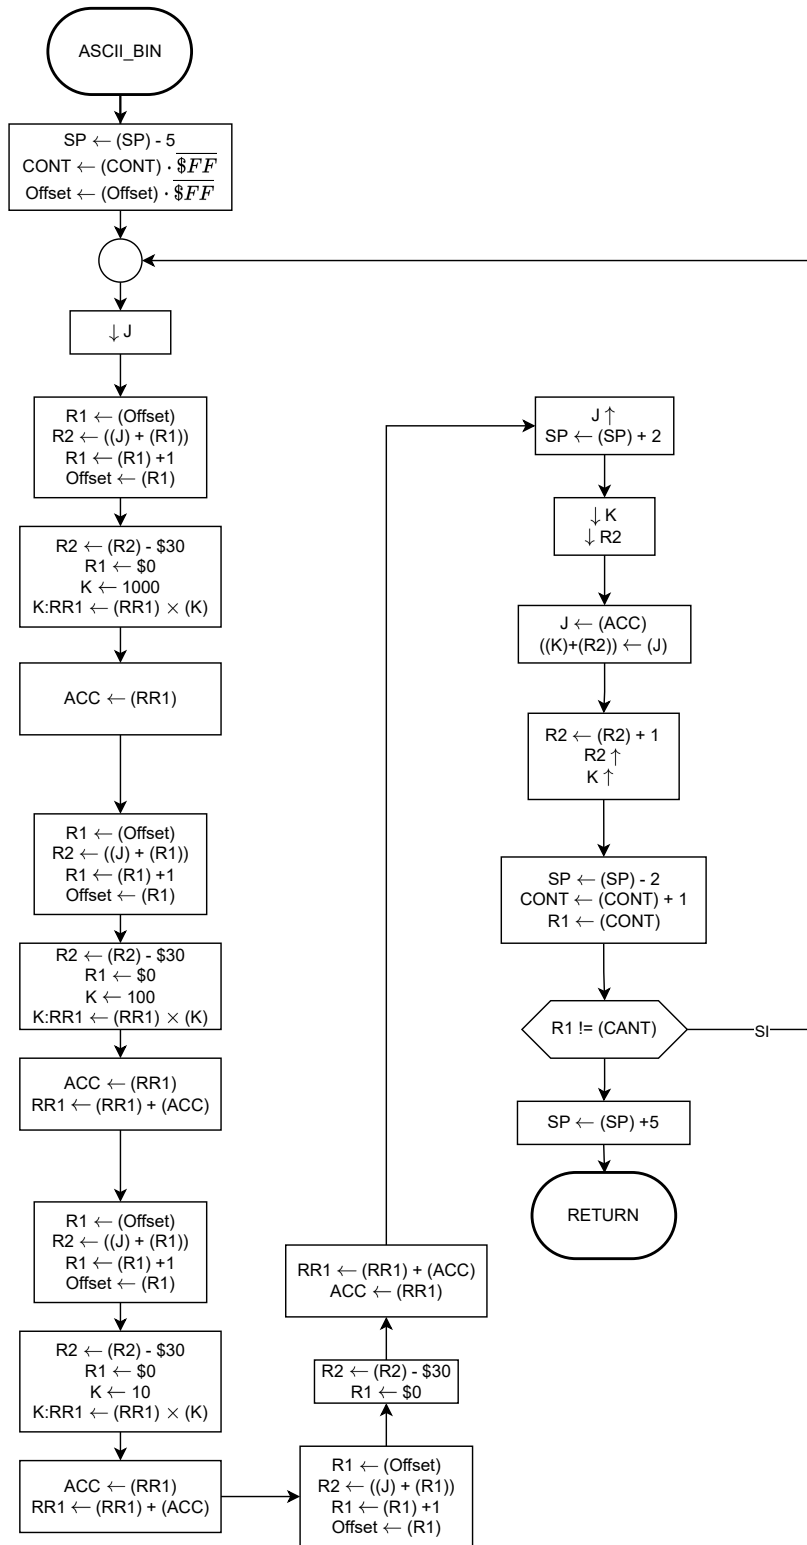 ASCII_BIN
SP ← (SP) - 5
CONT ← (CONT) · $\overline{\$FF}$
Offset ← (Offset) · $\overline{\$FF}$
↓ J
R1 ← (Offset)
R2 ← ((J) + (R1))
R1 ← (R1) +1
Offset ← (R1)
R2 ← (R2) - $30
R1 ← $0
K ← 1000
K:RR1 ← (RR1) × (K)
ACC ← (RR1)
R1 ← (Offset)
R2 ← ((J) + (R1))
R1 ← (R1) +1
Offset ← (R1)
R2 ← (R2) - $30
R1 ← $0
K ← 100
K:RR1 ← (RR1) × (K)
ACC ← (RR1)
RR1 ← (RR1) + (ACC)
R1 ← (Offset)
R2 ← ((J) + (R1))
R1 ← (R1) +1
Offset ← (R1)
R2 ← (R2) - $30
R1 ← $0
K ← 10
K:RR1 ← (RR1) × (K)
ACC ← (RR1)
RR1 ← (RR1) + (ACC)
R1 ← (Offset)
R2 ← ((J) + (R1))
R1 ← (R1) +1
Offset ← (R1)
R2 ← (R2) - $30
R1 ← $0
RR1 ← (RR1) + (ACC)
ACC ← (RR1)
J ↑
SP ← (SP) + 2
↓ K
↓ R2
J ← (ACC)
((K)+(R2)) ← (J)
R2 ← (R2) + 1
R2 ↑
K ↑
SP ← (SP) - 2
CONT ← (CONT) + 1
R1 ← (CONT)
R1 != (CANT)
SI
SP ← (SP) +5
RETURN